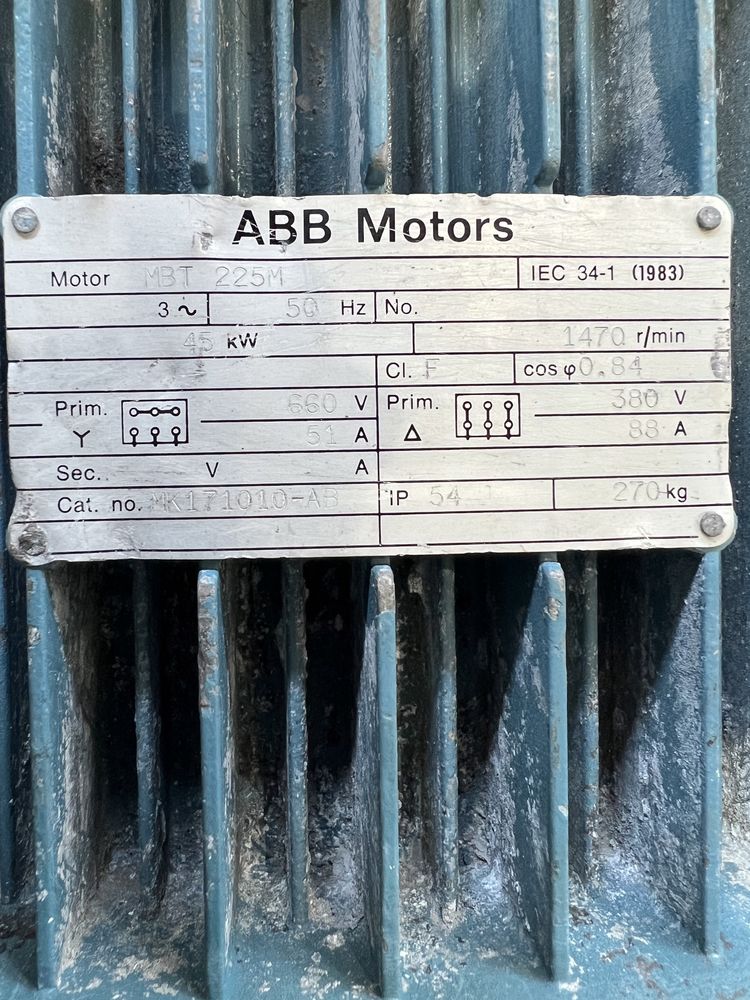 ABB Motors
Motor MBT 225M IEC 34-1 (1983)
3 ~ 50 Hz No.
45 kW 1470 r/min
Cl. F cos φ 0.84
Prim. 660 V Prim. 380 V
Y 51 A Δ 88 A
Sec. V A
Cat. no. MK171010-AB IP 54 270 kg